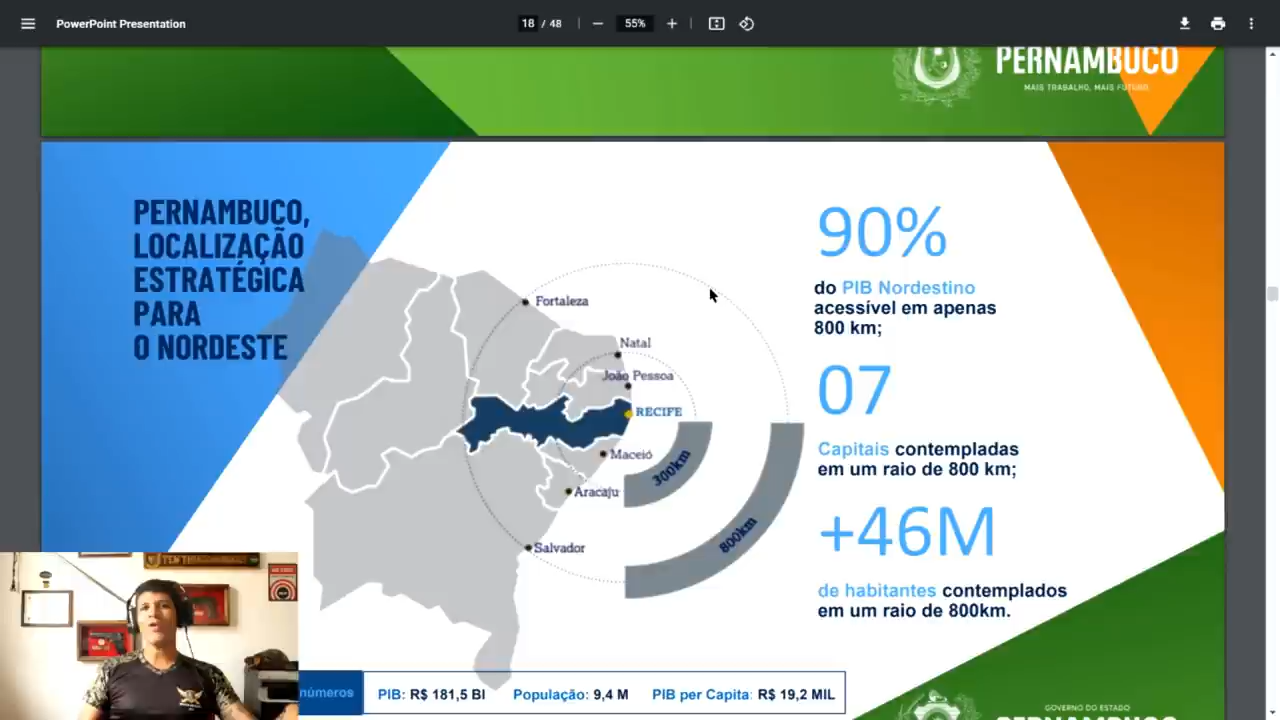 PowerPoint Presentation
18 / 48
55%
PERNAMBUCO
MAIS TRABALHO, MAIS FUTURO.
PERNAMBUCO,
LOCALIZAÇÃO
ESTRATÉGICA
PARA
O NORDESTE
Fortaleza
Natal
João Pessoa
RECIFE
Maceió
Aracaju
Salvador
300km
800km
90%
do PIB Nordestino
acessível em apenas
800 km;
07
Capitais contempladas
em um raio de 800 km;
+46M
de habitantes contemplados
em um raio de 800km.
números
PIB: R$ 181,5 BI
População: 9,4 M
PIB per Capita: R$ 19,2 MIL
GOVERNO DO ESTADO
PERNAMBUCO